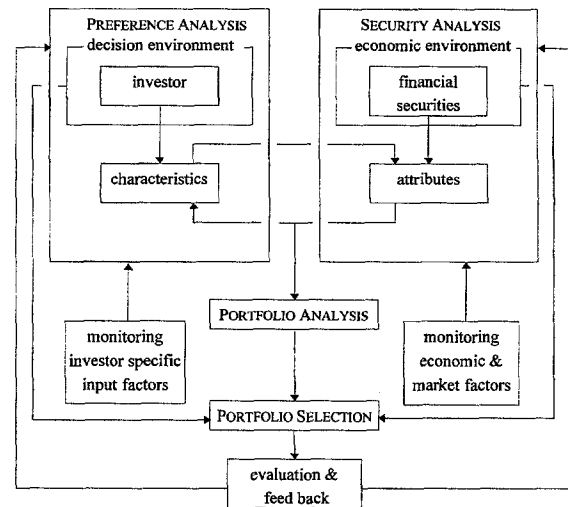 PREFERENCE ANALYSIS
decision environment
investor
characteristics
SECURITY ANALYSIS
economic environment
financial
securities
attributes
PORTFOLIO ANALYSIS
monitoring
investor specific
input factors
monitoring
economic &
market factors
PORTFOLIO SELECTION
evaluation &
feed back